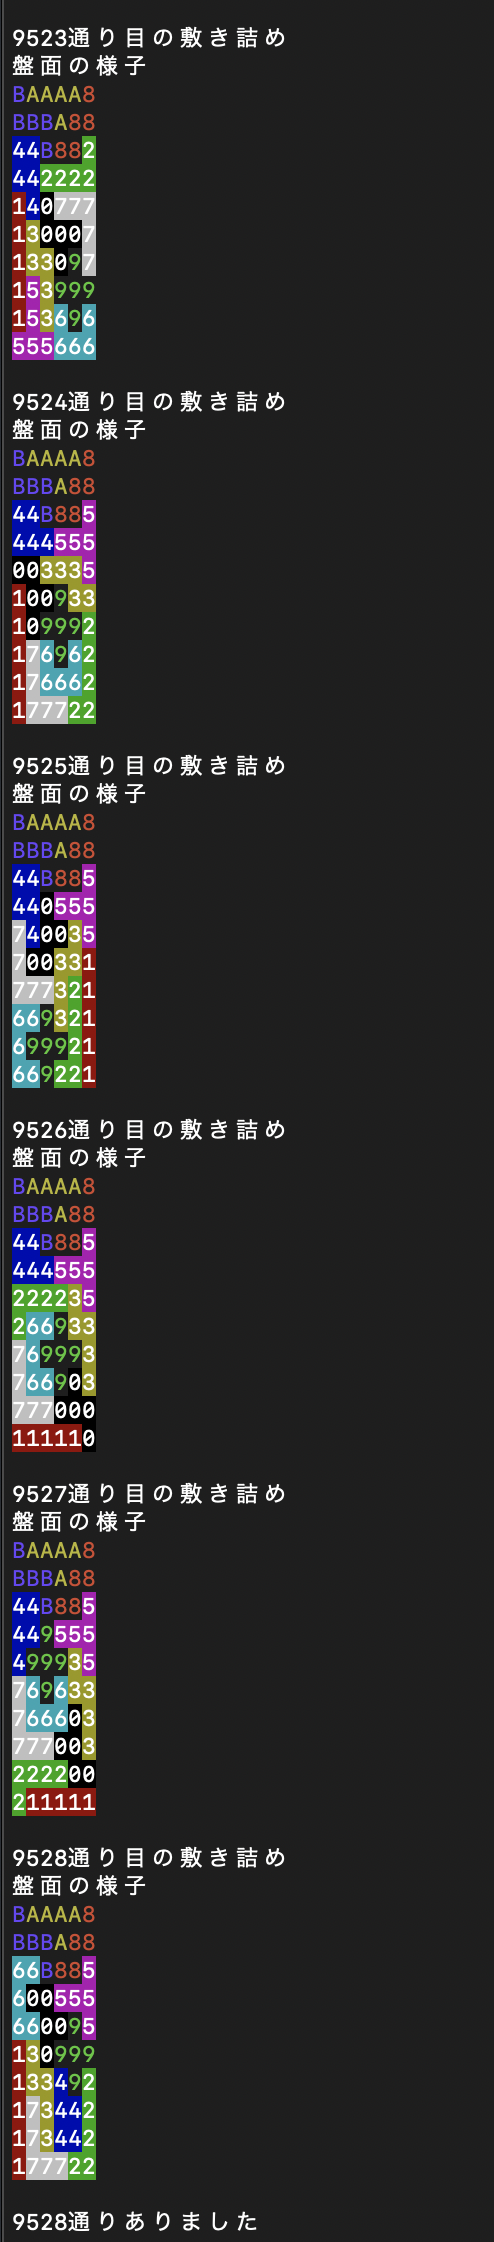 9523通り目の敷き詰め
盤面の様子
BAAAA8
BBBA88
44B882
442222
140777
130007
133097
153999
153696
555666
9524通り目の敷き詰め
盤面の様子
BAAAA8
BBBA88
44B885
444555
003335
100933
109992
176962
176662
177722
9525通り目の敷き詰め
盤面の様子
BAAAA8
BBBA88
44B885
440555
740035
700331
777321
669321
699921
669221
9526通り目の敷き詰め
盤面の様子
BAAAA8
BBBA88
44B885
444555
222235
266933
769993
766903
777000
111110
9527通り目の敷き詰め
盤面の様子
BAAAA8
BBBA88
44B885
449555
499935
769633
766603
777003
222200
211111
9528通り目の敷き詰め
盤面の様子
BAAAA8
BBBA88
66B885
600555
660095
130999
133492
173442
173442
177722
9528通りありました